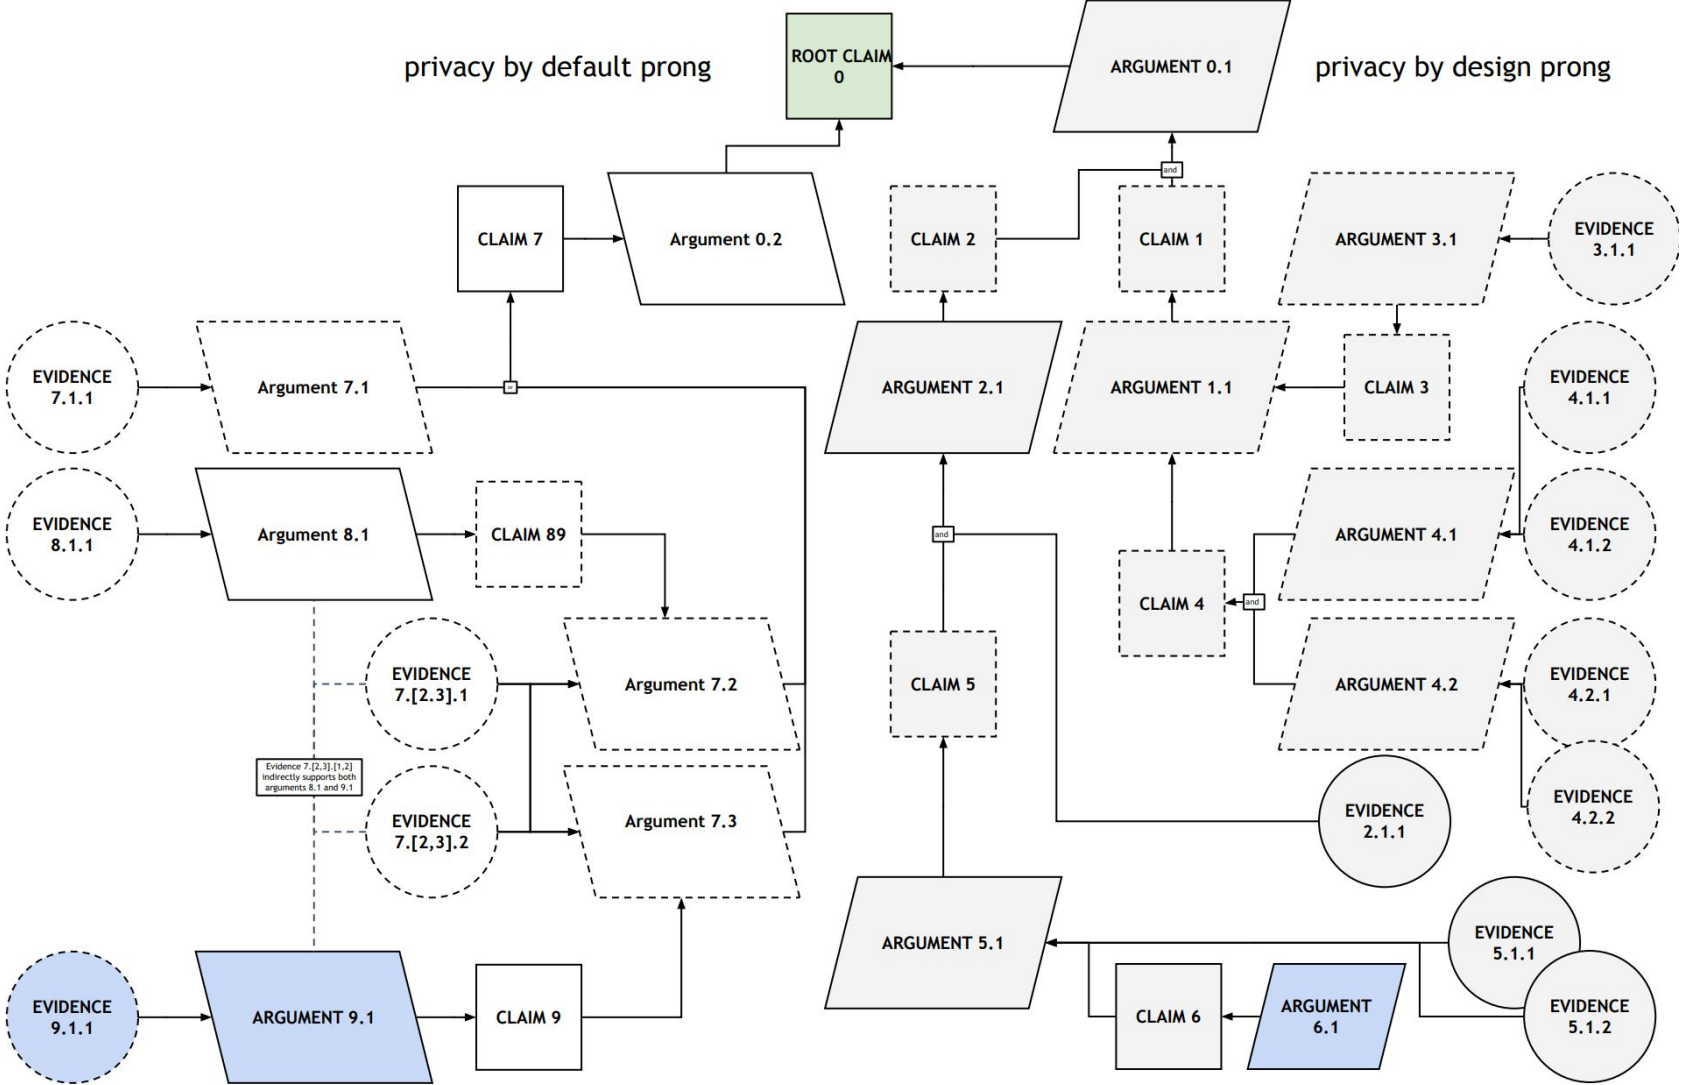 privacy by default prong
ROOT CLAIM
0
ARGUMENT 0.1
privacy by design prong
and
CLAIM 7
Argument 0.2
CLAIM 2
CLAIM 1
ARGUMENT 3.1
EVIDENCE
3.1.1
EVIDENCE
7.1.1
Argument 7.1
or
ARGUMENT 2.1
ARGUMENT 1.1
CLAIM 3
EVIDENCE
4.1.1
EVIDENCE
8.1.1
Argument 8.1
CLAIM 89
and
ARGUMENT 4.1
EVIDENCE
4.1.2
CLAIM 4
and
EVIDENCE
7.[2.3].1
Argument 7.2
CLAIM 5
ARGUMENT 4.2
EVIDENCE
4.2.1
Evidence 7.[2,3].[1,2]
indirectly supports both
arguments 8.1 and 9.1
EVIDENCE
7.[2,3].2
Argument 7.3
EVIDENCE
2.1.1
EVIDENCE
4.2.2
ARGUMENT 5.1
EVIDENCE
5.1.1
EVIDENCE
9.1.1
ARGUMENT 9.1
CLAIM 9
CLAIM 6
ARGUMENT
6.1
EVIDENCE
5.1.2